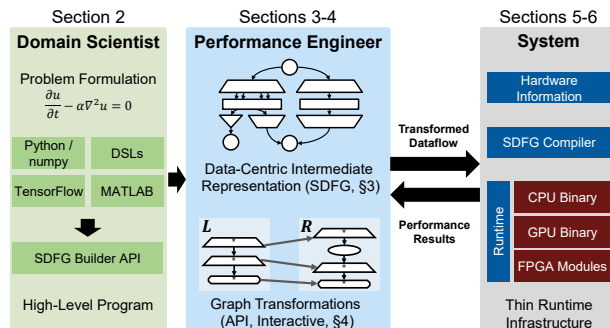 Section 2
Domain Scientist
Problem Formulation
∂u/∂t − α∇²u = 0
Python /
numpy
DSLs
TensorFlow
MATLAB
SDFG Builder API
High-Level Program
Sections 3-4
Performance Engineer
Data-Centric Intermediate
Representation (SDFG, §3)
L
R
Graph Transformations
(API, Interactive, §4)
Transformed
Dataflow
Performance
Results
Sections 5-6
System
Hardware
Information
SDFG Compiler
Runtime
CPU Binary
GPU Binary
FPGA Modules
Thin Runtime
Infrastructure